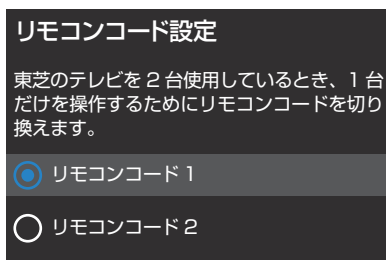 リモコンコード設定
東芝のテレビを2台使用しているとき、1台
だけを操作するためにリモコンコードを切り
換えます。
リモコンコード1
リモコンコード2